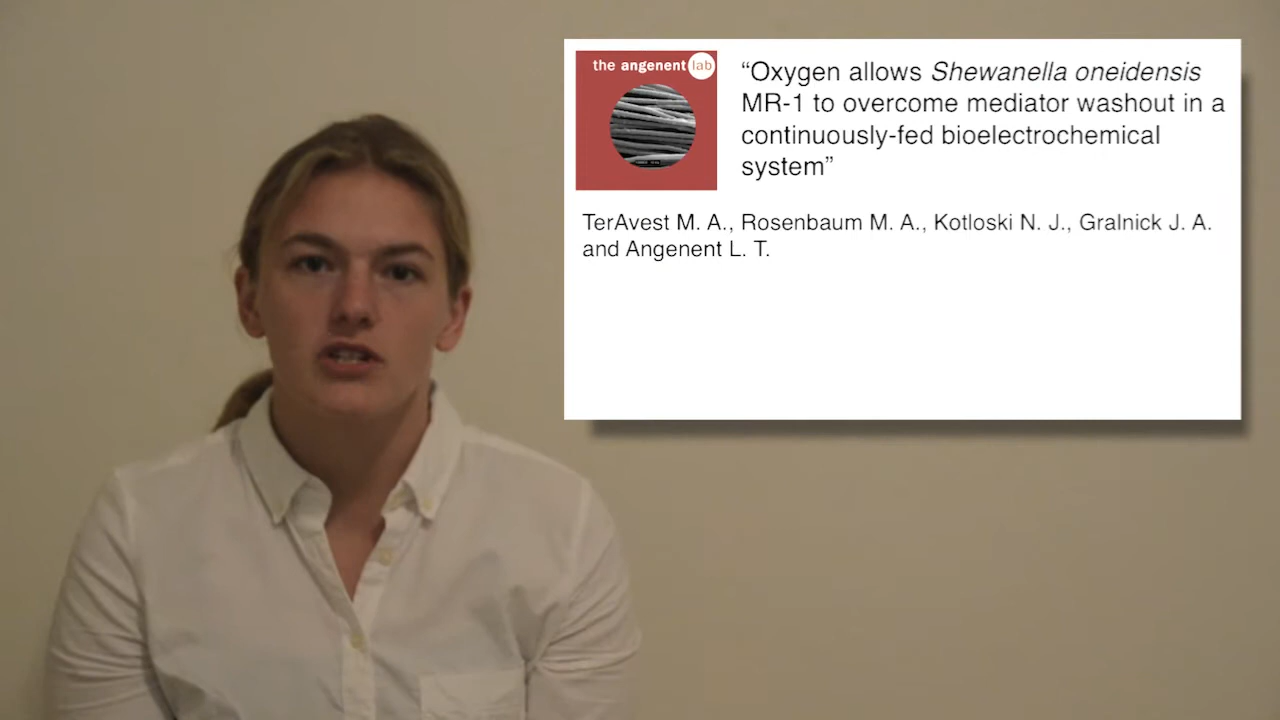 the angenent lab
“Oxygen allows Shewanella oneidensis
MR-1 to overcome mediator washout in a
continuously-fed bioelectrochemical
system”
TerAvest M. A., Rosenbaum M. A., Kotloski N. J., Gralnick J. A.
and Angenent L. T.